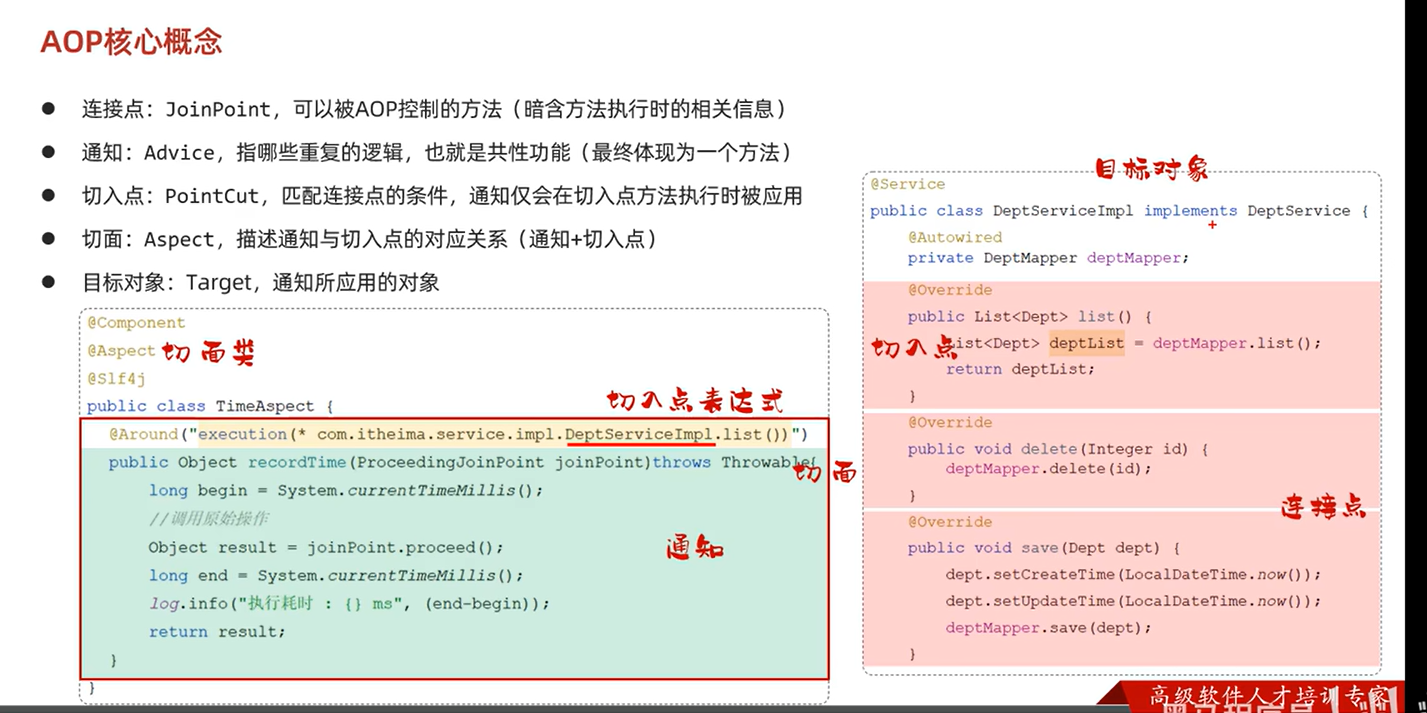 AOP核心概念
● 连接点：JoinPoint，可以被AOP控制的方法（暗含方法执行时的相关信息）
● 通知：Advice，指哪些重复的逻辑，也就是共性功能（最终体现为一个方法）
● 切入点：PointCut，匹配连接点的条件，通知仅会在切入点方法执行时被应用
● 切面：Aspect，描述通知与切入点的对应关系（通知+切入点）
● 目标对象：Target，通知所应用的对象
@Component
@Aspect 切面类
@Slf4j
public class TimeAspect {
切入点表达式
@Around("execution(* com.itheima.service.impl.DeptServiceImpl.list())")
public Object recordTime(ProceedingJoinPoint joinPoint)throws Throwable{
切面
long begin = System.currentTimeMillis();
//调用原始操作
Object result = joinPoint.proceed();
通知
long end = System.currentTimeMillis();
log.info("执行耗时 : {} ms", (end-begin));
return result;
}
}
目标对象
@Service
public class DeptServiceImpl implements DeptService {
@Autowired
private DeptMapper deptMapper;
@Override
public List<Dept> list() {
切入点
List<Dept> deptList = deptMapper.list();
return deptList;
}
@Override
public void delete(Integer id) {
deptMapper.delete(id);
}
连接点
@Override
public void save(Dept dept) {
dept.setCreateTime(LocalDateTime.now());
dept.setUpdateTime(LocalDateTime.now());
deptMapper.save(dept);
}
高级软件人才培训专家